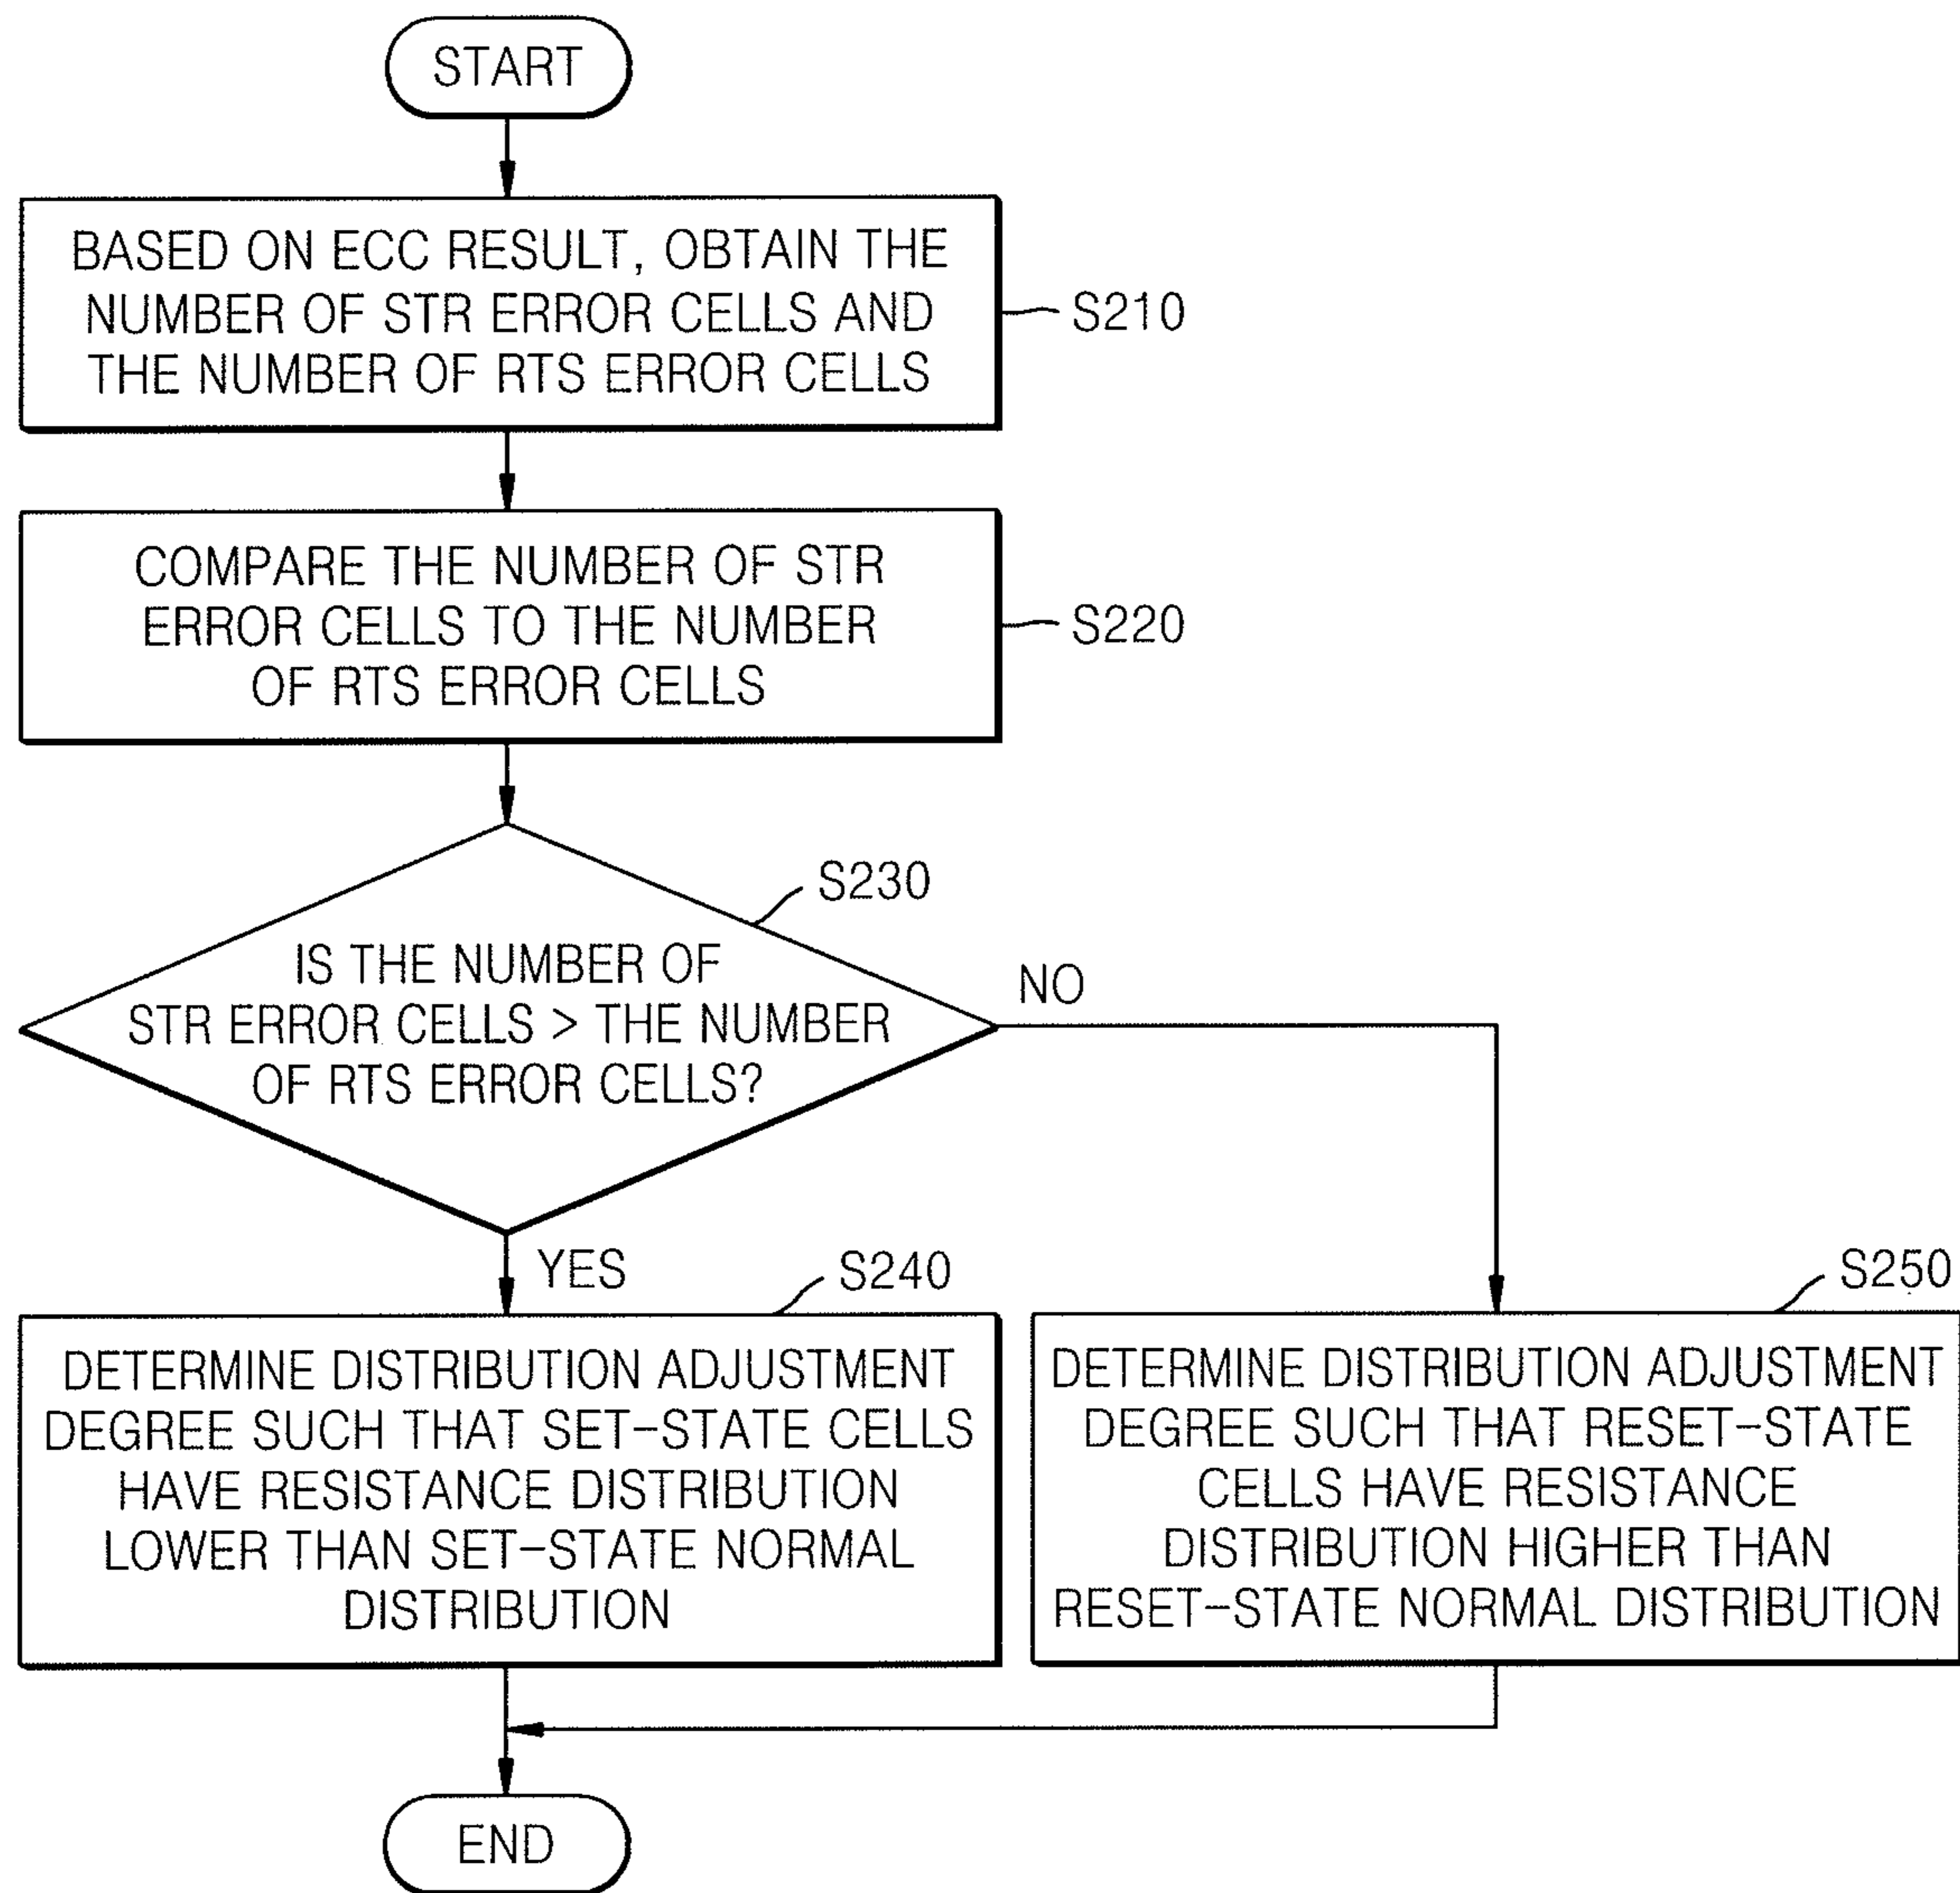 START
BASED ON ECC RESULT, OBTAIN THE
NUMBER OF STR ERROR CELLS AND
THE NUMBER OF RTS ERROR CELLS
S210
COMPARE THE NUMBER OF STR
ERROR CELLS TO THE NUMBER
OF RTS ERROR CELLS
S220
S230
IS THE NUMBER OF
STR ERROR CELLS > THE NUMBER
OF RTS ERROR CELLS?
NO
YES
S240
DETERMINE DISTRIBUTION ADJUSTMENT
DEGREE SUCH THAT SET-STATE CELLS
HAVE RESISTANCE DISTRIBUTION
LOWER THAN SET-STATE NORMAL
DISTRIBUTION
S250
DETERMINE DISTRIBUTION ADJUSTMENT
DEGREE SUCH THAT RESET-STATE
CELLS HAVE RESISTANCE
DISTRIBUTION HIGHER THAN
RESET-STATE NORMAL DISTRIBUTION
END